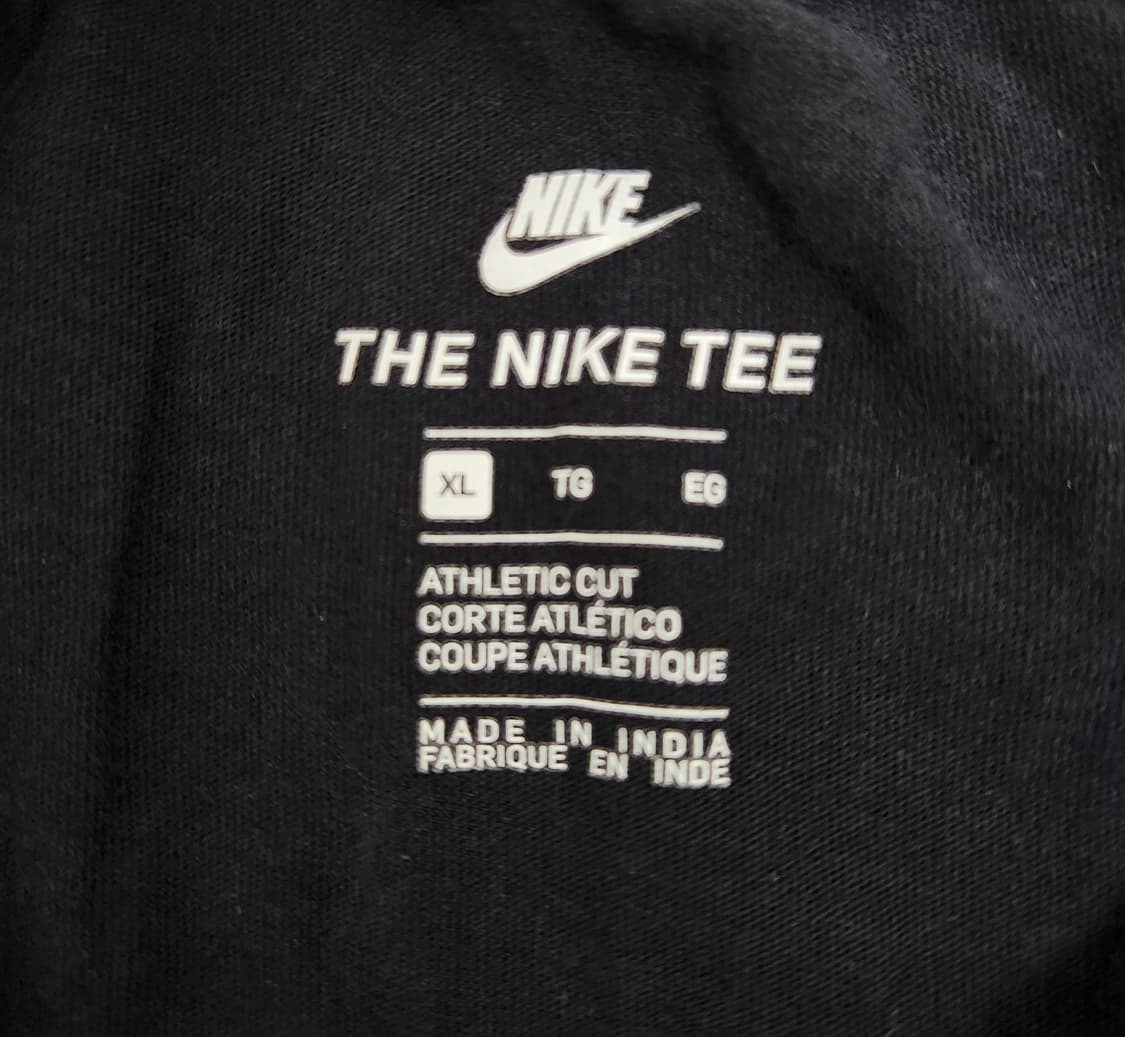 NIKE
THE NIKE TEE
XL TG EG
ATHLETIC CUT
CORTE ATLÉTICO
COUPE ATHLÉTIQUE
MADE IN INDIA
FABRIQUE EN INDE